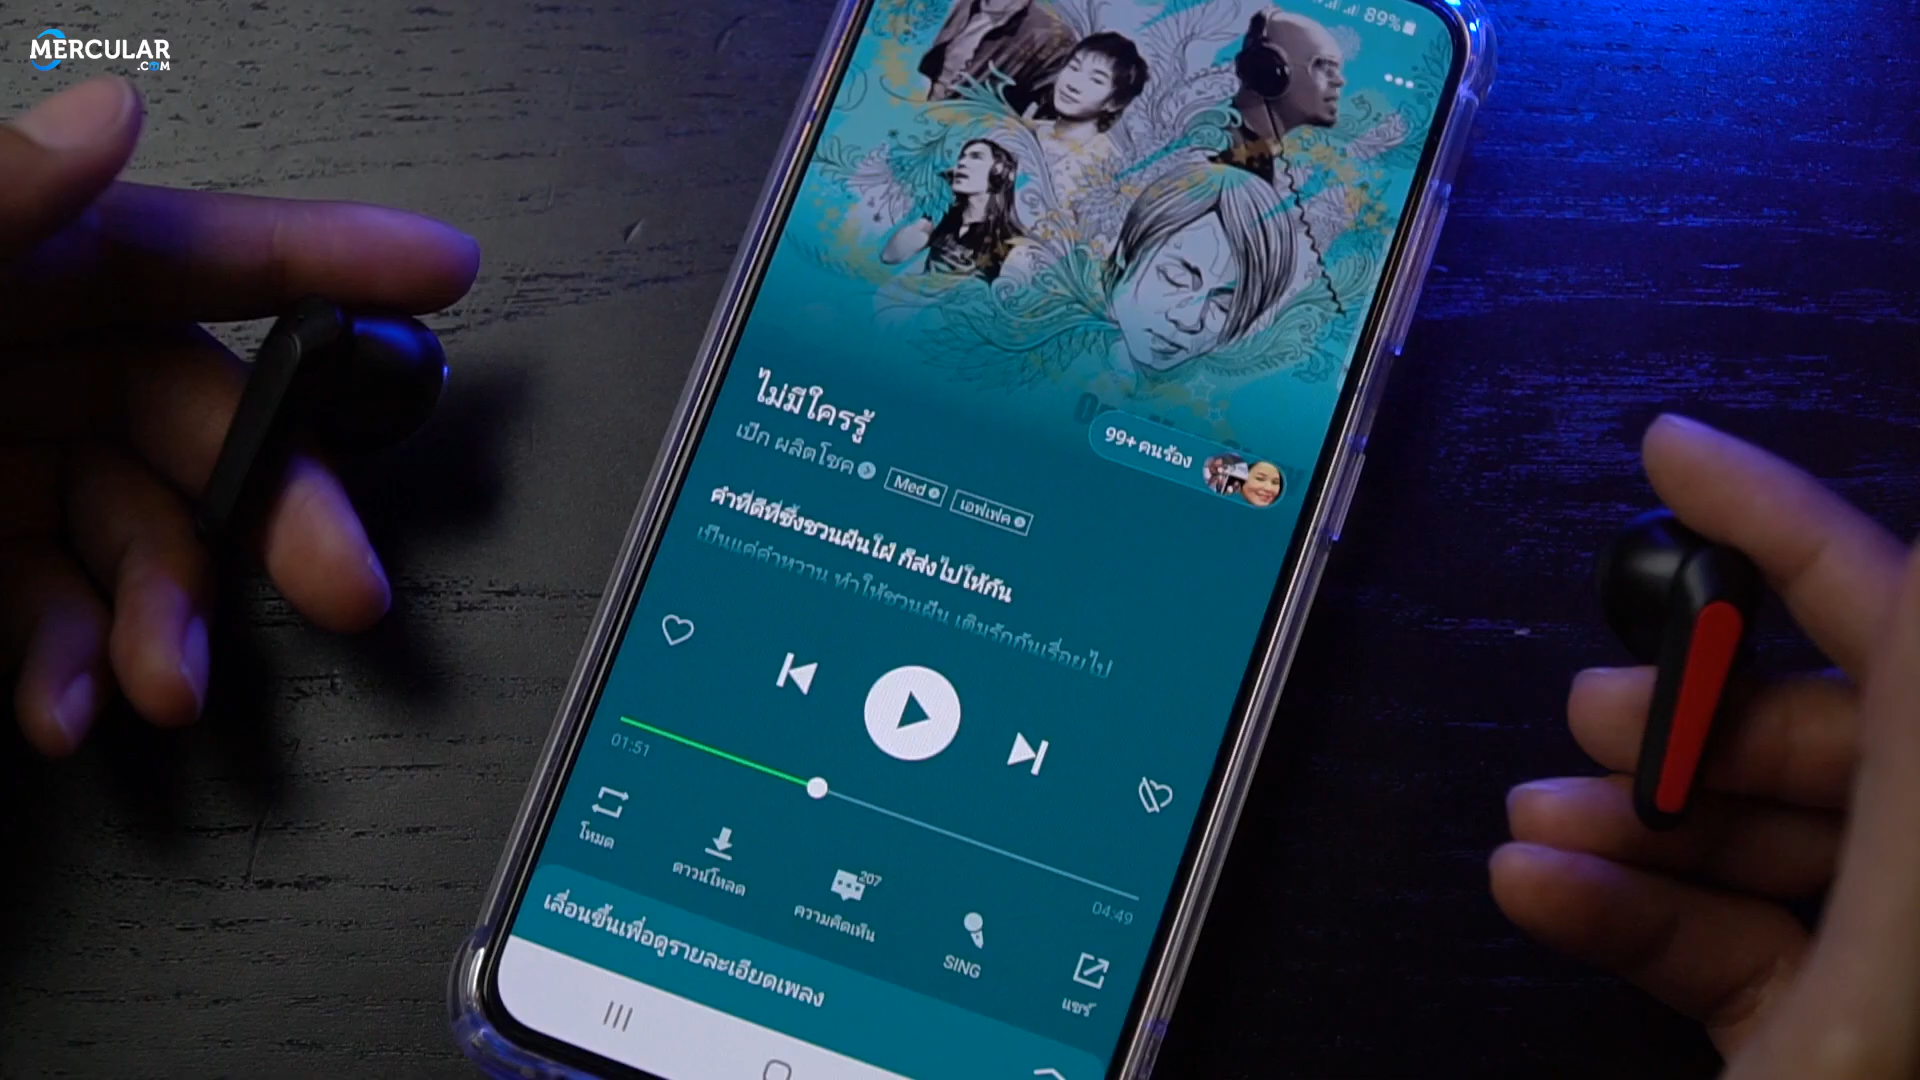 MERCULAR
.COM
89%
ไม่มีใครรู้
เป๊ก ผลิตโชค
99+ คนร้อง
Med
เอฟเฟค
คำที่ดีที่ซึ้งชวนฝันใฝ่ ก็ส่งไปให้กัน
เป็นแค่คำหวาน ทำให้ชวนฝัน เติมรักกันเรื่อยไป
01:51
04:49
โหมด
ดาวน์โหลด
207
ความคิดเห็น
SING
แชร์
เลื่อนขึ้นเพื่อดูรายละเอียดเพลง